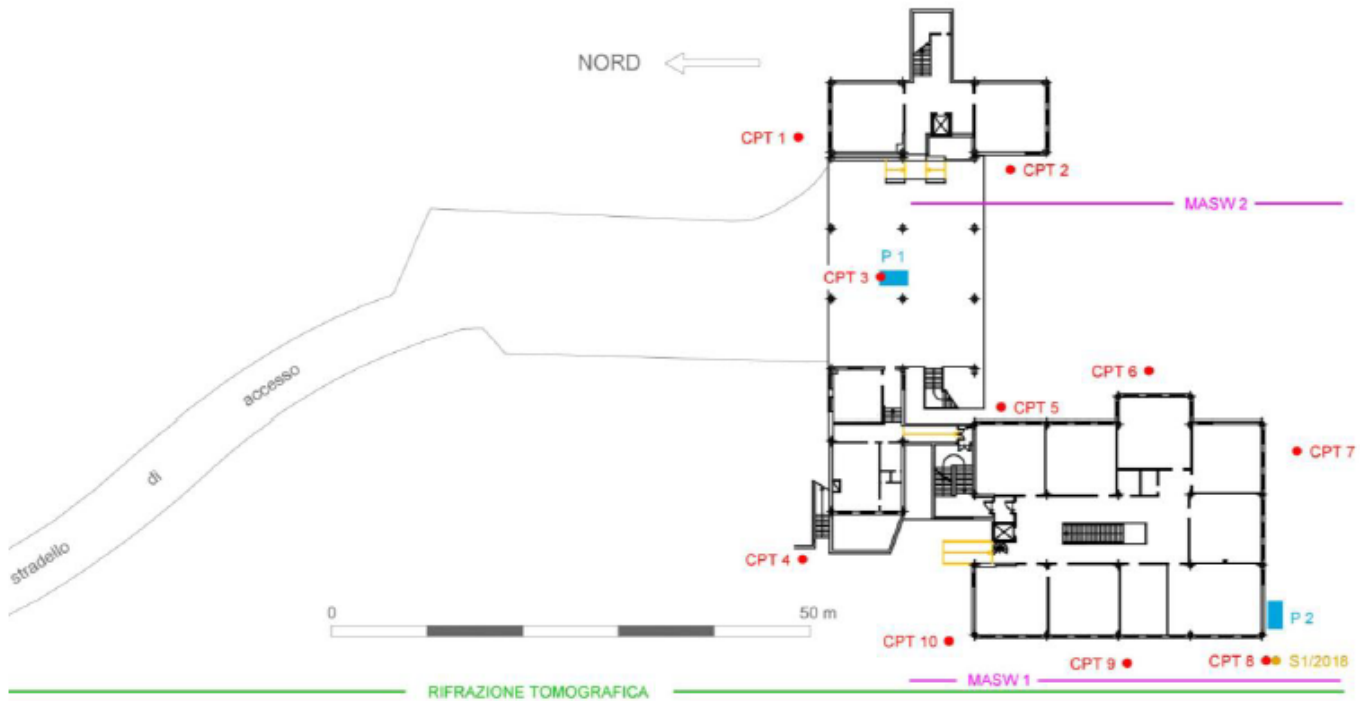 NORD
CPT 1
CPT 2
MASW 2
P 1
CPT 3
CPT 6
accesso
CPT 5
CPT 7
di
stradello
CPT 4
0
50 m
P 2
CPT 10
CPT 9
CPT 8
S1/2018
MASW 1
RIFRAZIONE TOMOGRAFICA